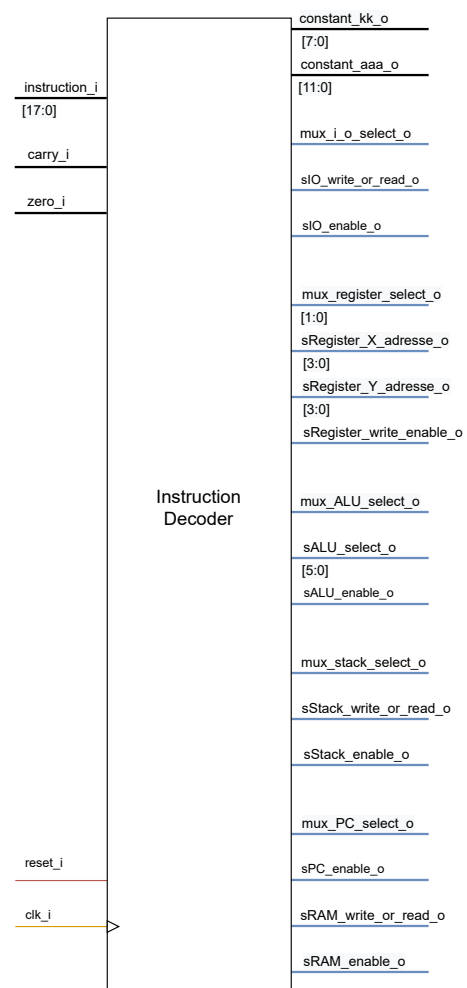 constant_kk_o
[7:0]
constant_aaa_o
[11:0]
instruction_i
[17:0]
mux_i_o_select_o
carry_i
sIO_write_or_read_o
zero_i
sIO_enable_o
mux_register_select_o
[1:0]
sRegister_X_adresse_o
[3:0]
sRegister_Y_adresse_o
[3:0]
sRegister_write_enable_o
Instruction
Decoder
mux_ALU_select_o
sALU_select_o
[5:0]
sALU_enable_o
mux_stack_select_o
sStack_write_or_read_o
sStack_enable_o
mux_PC_select_o
reset_i
sPC_enable_o
clk_i
sRAM_write_or_read_o
sRAM_enable_o